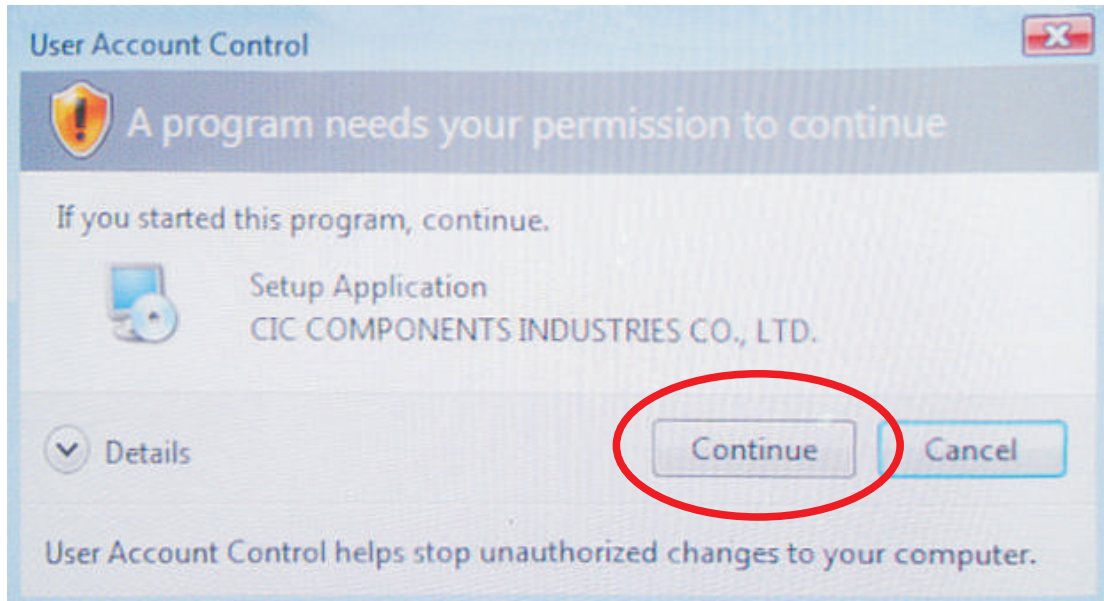 User Account Control
A program needs your permission to continue
If you started this program, continue.
Setup Application
CIC COMPONENTS INDUSTRIES CO., LTD.
Details
Continue
Cancel
User Account Control helps stop unauthorized changes to your computer.